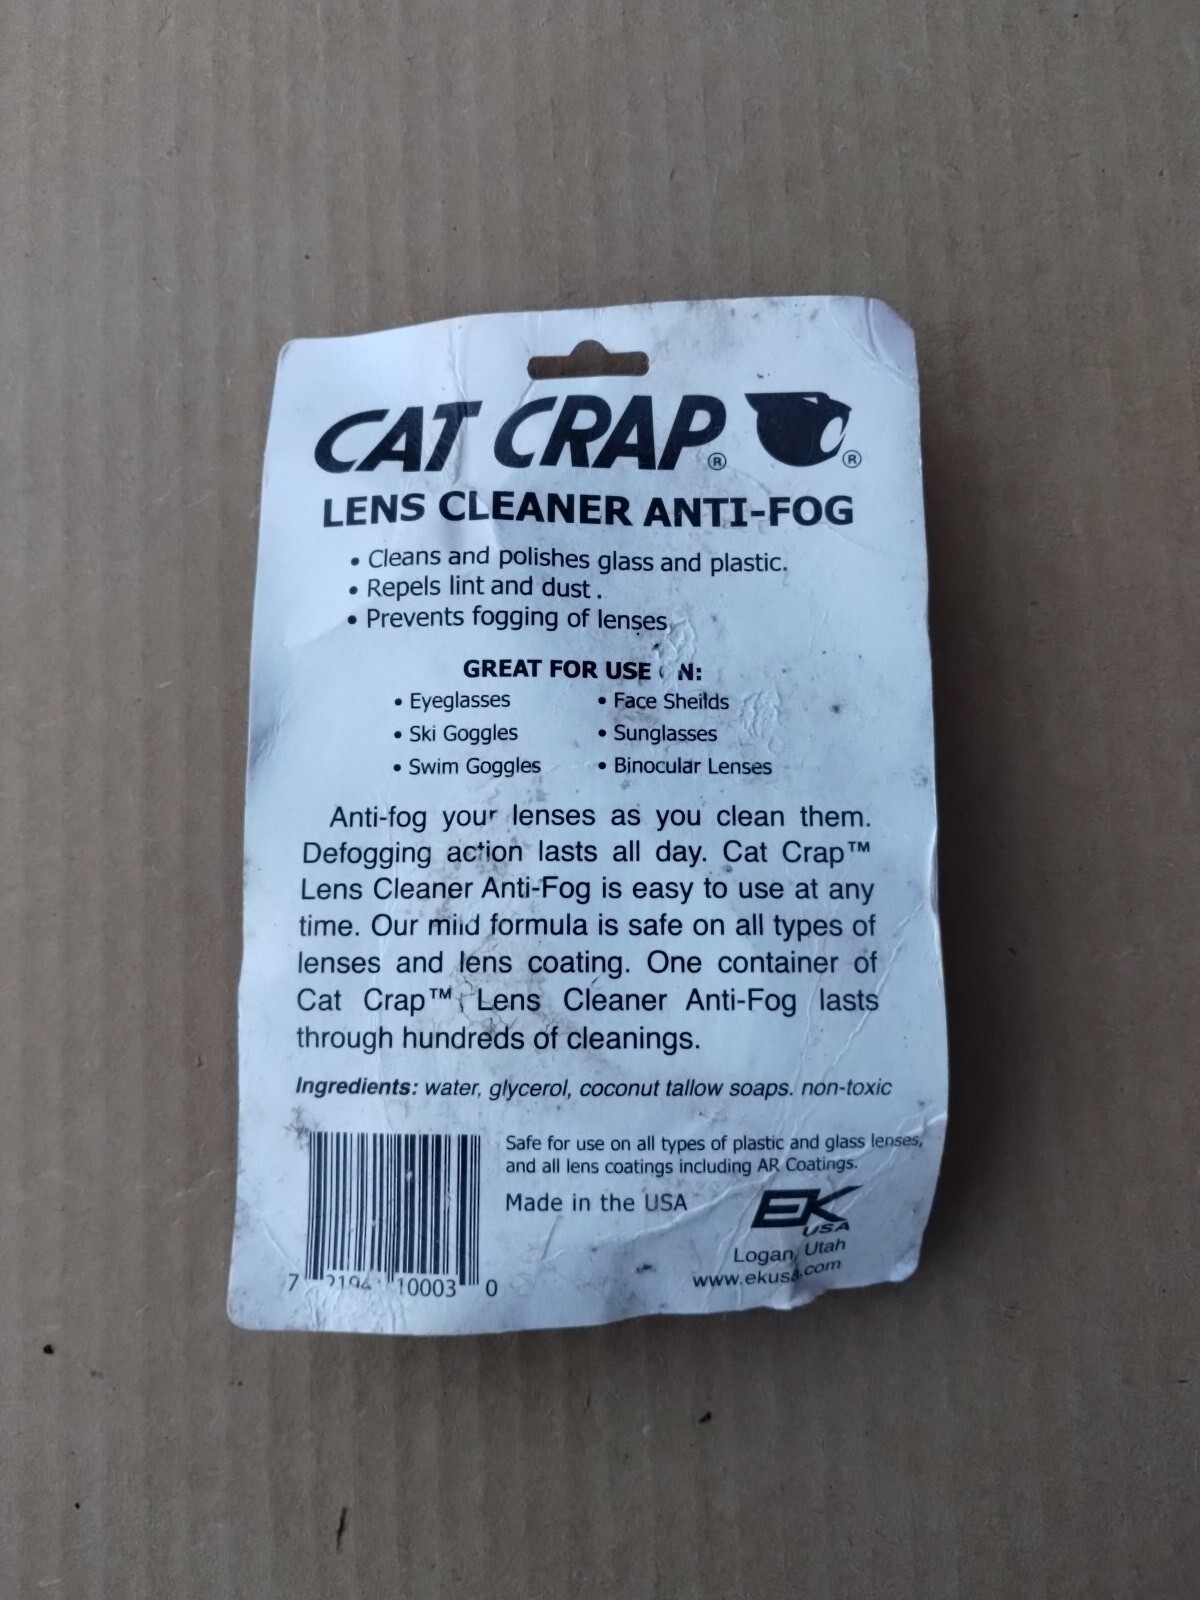 CAT CRAP®
®
LENS CLEANER ANTI-FOG
• Cleans and polishes glass and plastic.
• Repels lint and dust.
• Prevents fogging of lenses
GREAT FOR USE N:
• Eyeglasses
• Face Sheilds
• Ski Goggles
• Sunglasses
• Swim Goggles
• Binocular Lenses
Anti-fog your lenses as you clean them.
Defogging action lasts all day. Cat Crap™
Lens Cleaner Anti-Fog is easy to use at any
time. Our mild formula is safe on all types of
lenses and lens coating. One container of
Cat Crap™ Lens Cleaner Anti-Fog lasts
through hundreds of cleanings.
Ingredients: water, glycerol, coconut tallow soaps. non-toxic
Safe for use on all types of plastic and glass lenses,
and all lens coatings including AR Coatings.
Made in the USA
EK
USA
Logan, Utah
www.ekusa.com
7 10003 0